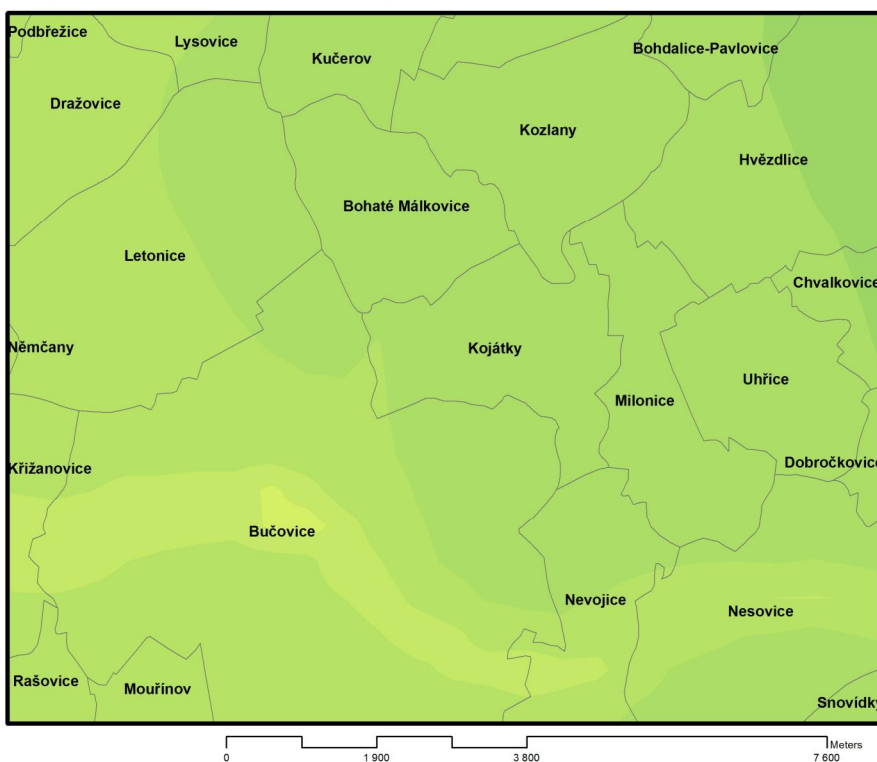 Podbřežice
Lysovice
Kučerov
Bohdalice-Pavlovice
Dražovice
Kozlany
Hvězdlice
Bohaté Málkovice
Letonice
Chvalkovice
Němčany
Kojátky
Uhřice
Milonice
Křižanovice
Dobročkovice
Bučovice
Nevojice
Nesovice
Rašovice
Mouřínov
Snovídky
Meters
0 1 900 3 800 7 600